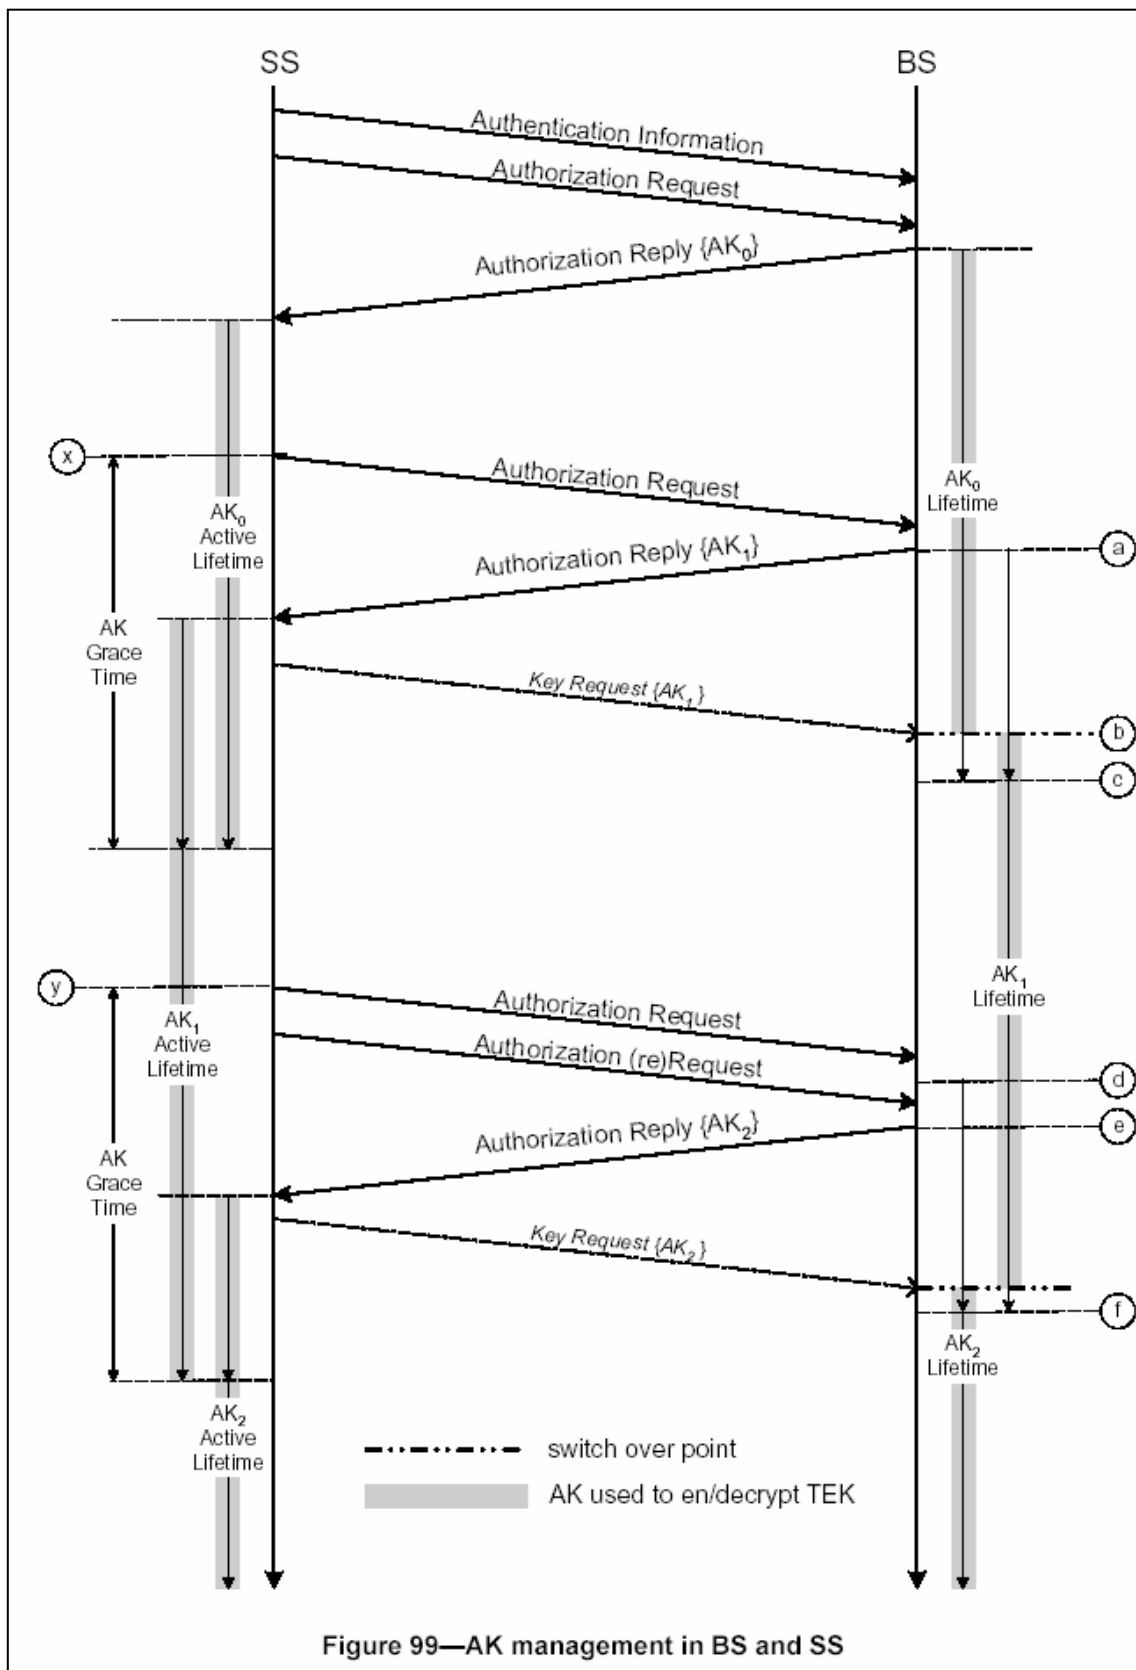 SS
BS
Authentication Information
Authorization Request
Authorization Reply {AK0}
x
Authorization Request
AK0
Lifetime
AK0
Active
Lifetime
Authorization Reply {AK1}
a
AK
Grace
Time
Key Request {AK1}
b
c
y
Authorization Request
AK1
Lifetime
AK1
Active
Lifetime
Authorization (re)Request
d
Authorization Reply {AK2}
e
AK
Grace
Time
Key Request {AK2}
f
AK2
Lifetime
AK2
Active
Lifetime
switch over point
AK used to en/decrypt TEK
Figure 99—AK management in BS and SS